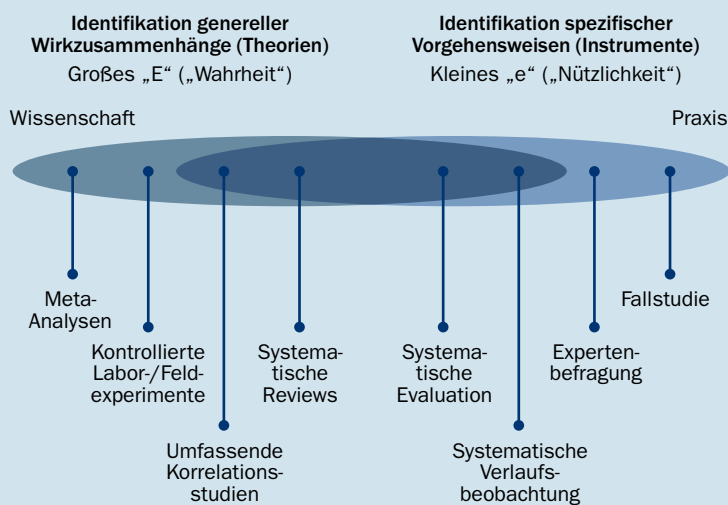 Identifikation genereller
Wirkzusammenhänge (Theorien)
Großes „E“ („Wahrheit“)
Identifikation spezifischer
Vorgehensweisen (Instrumente)
Kleines „e“ („Nützlichkeit“)
Wissenschaft
Praxis
Meta-
Analysen
Kontrollierte
Labor-/Feld-
experimente
Umfassende
Korrelations-
studien
Systema-
tische
Reviews
Systema-
tische
Evaluation
Systematische
Verlaufs-
beobachtung
Experten-
befragung
Fallstudie